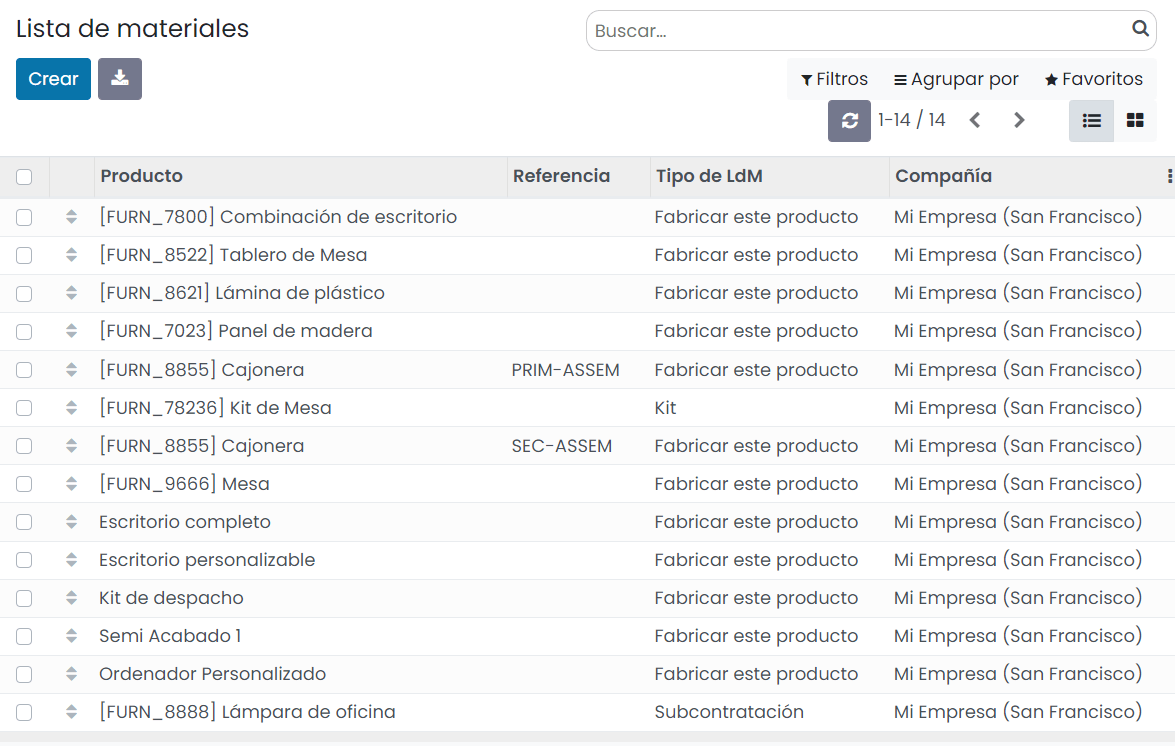 Lista de materiales
Buscar...
Crear
Filtros Agrupar por Favoritos
1-14 / 14
Producto Referencia Tipo de LdM Compañía
[FURN_7800] Combinación de escritorio Fabricar este producto Mi Empresa (San Francisco)
[FURN_8522] Tablero de Mesa Fabricar este producto Mi Empresa (San Francisco)
[FURN_8621] Lámina de plástico Fabricar este producto Mi Empresa (San Francisco)
[FURN_7023] Panel de madera Fabricar este producto Mi Empresa (San Francisco)
[FURN_8855] Cajonera PRIM-ASSEM Fabricar este producto Mi Empresa (San Francisco)
[FURN_78236] Kit de Mesa Kit Mi Empresa (San Francisco)
[FURN_8855] Cajonera SEC-ASSEM Fabricar este producto Mi Empresa (San Francisco)
[FURN_9666] Mesa Fabricar este producto Mi Empresa (San Francisco)
Escritorio completo Fabricar este producto Mi Empresa (San Francisco)
Escritorio personalizable Fabricar este producto Mi Empresa (San Francisco)
Kit de despacho Fabricar este producto Mi Empresa (San Francisco)
Semi Acabado 1 Fabricar este producto Mi Empresa (San Francisco)
Ordenador Personalizado Fabricar este producto Mi Empresa (San Francisco)
[FURN_8888] Lámpara de oficina Subcontratación Mi Empresa (San Francisco)